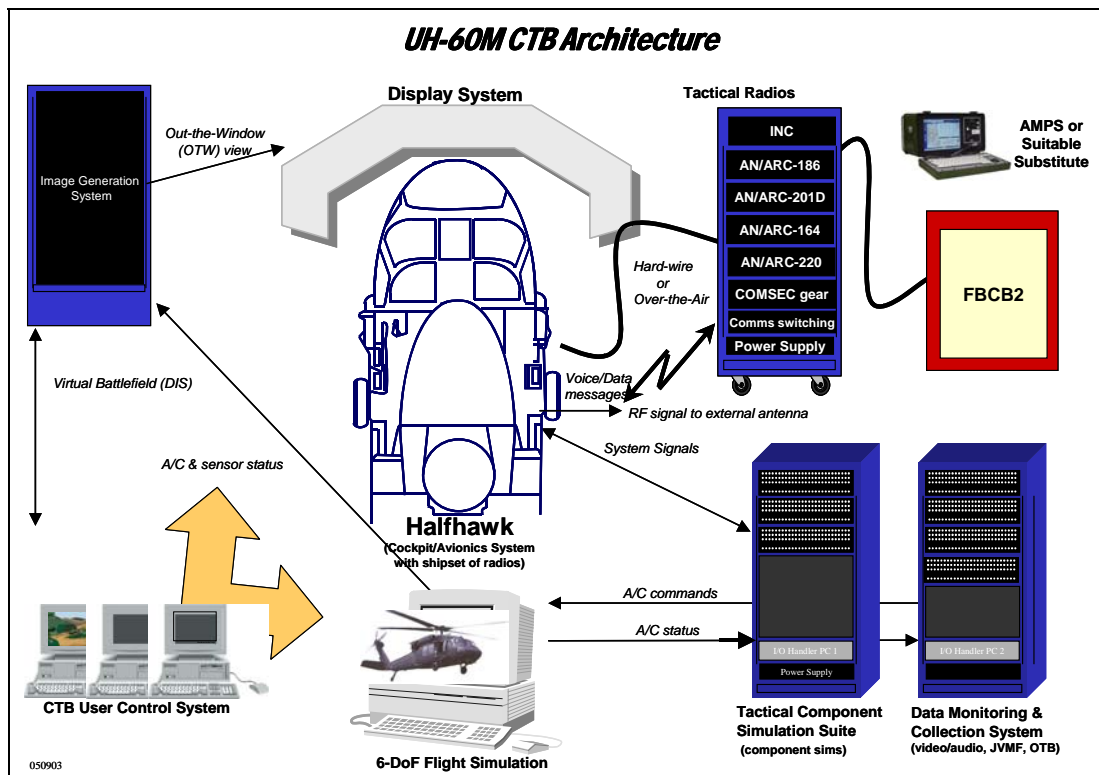 UH-60M CTB Architecture
Display System
Tactical Radios
Out-the-Window
(OTW) view
Image Generation
System
INC
AN/ARC-186
AN/ARC-201D
AN/ARC-164
AN/ARC-220
COMSEC gear
Comms switching
Power Supply
AMPS or
Suitable
Substitute
FBCB2
Hard-wire
or
Over-the-Air
Virtual Battlefield (DIS)
Voice/Data
messages
RF signal to external antenna
System Signals
A/C & sensor status
Halfhawk
(Cockpit/Avionics System
with shipset of radios)
A/C commands
A/C status
I/O Handler PC 1
Power Supply
I/O Handler PC 2
CTB User Control System
6-DoF Flight Simulation
Tactical Component
Simulation Suite
(component sims)
Data Monitoring &
Collection System
(video/audio, JVMF, OTB)
050903